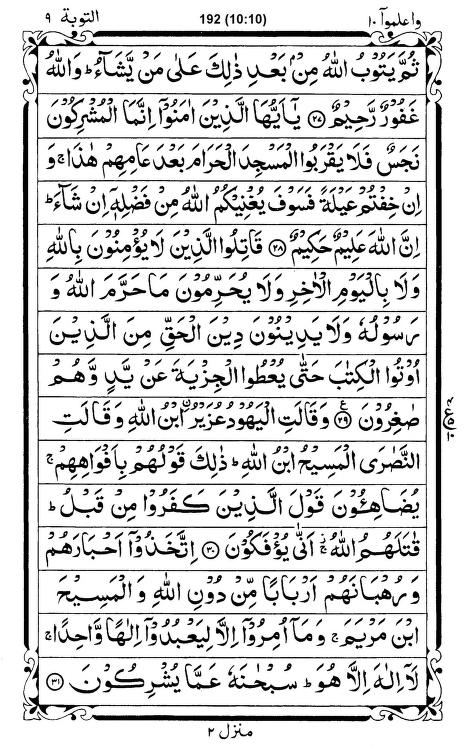 واعلموآ ١٠ 192 (10:10) التوبة ٩
ثُمَّ يَتُوْبُ اللّٰهُ مِنْۢ بَعْدِ ذٰلِكَ عَلٰى مَنْ يَّشَآءُ ؕ وَاللّٰهُ
غَفُوْرٌ رَّحِيْمٌ ﴿٢٧﴾ يٰۤاَيُّهَا الَّذِيْنَ اٰمَنُوْۤا اِنَّمَا الْمُشْرِكُوْنَ
نَجَسٌ فَلَا يَقْرَبُوا الْمَسْجِدَ الْحَرَامَ بَعْدَ عَامِهِمْ هٰذَا ۚ وَ
اِنْ خِفْتُمْ عَيْلَةً فَسَوْفَ يُغْنِيْكُمُ اللّٰهُ مِنْ فَضْلِهٖۤ اِنْ شَآءَ ؕ
اِنَّ اللّٰهَ عَلِيْمٌ حَكِيْمٌ ﴿٢٨﴾ قَاتِلُوا الَّذِيْنَ لَا يُؤْمِنُوْنَ بِاللّٰهِ
وَلَا بِالْيَوْمِ الْاٰخِرِ وَلَا يُحَرِّمُوْنَ مَا حَرَّمَ اللّٰهُ وَ
رَسُوْلُهٗ وَلَا يَدِيْنُوْنَ دِيْنَ الْحَقِّ مِنَ الَّذِيْنَ
اُوْتُوا الْكِتٰبَ حَتّٰى يُعْطُوا الْجِزْيَةَ عَنْ يَّدٍ وَّهُمْ
صٰغِرُوْنَ ﴿٢٩﴾ ع وَقَالَتِ الْيَهُوْدُ عُزَيْرُ ۨابْنُ اللّٰهِ وَقَالَتِ
النَّصٰرَى الْمَسِيْحُ ابْنُ اللّٰهِ ؕ ذٰلِكَ قَوْلُهُمْ بِاَفْوَاهِهِمْ ۚ
يُضَاهِـُٔوْنَ قَوْلَ الَّذِيْنَ كَفَرُوْا مِنْ قَبْلُ ؕ
قٰتَلَهُمُ اللّٰهُ ۚ اَنّٰى يُؤْفَكُوْنَ ﴿٣٠﴾ اِتَّخَذُوْۤا اَحْبَارَهُمْ
وَرُهْبَانَهُمْ اَرْبَابًا مِّنْ دُوْنِ اللّٰهِ وَالْمَسِيْحَ
ابْنَ مَرْيَمَ ۚ وَمَاۤ اُمِرُوْۤا اِلَّا لِيَعْبُدُوْۤا اِلٰهًا وَّاحِدًا ۚ
لَاۤ اِلٰهَ اِلَّا هُوَ ؕ سُبْحٰنَهٗ عَمَّا يُشْرِكُوْنَ ﴿٣١﴾
منزل ٢